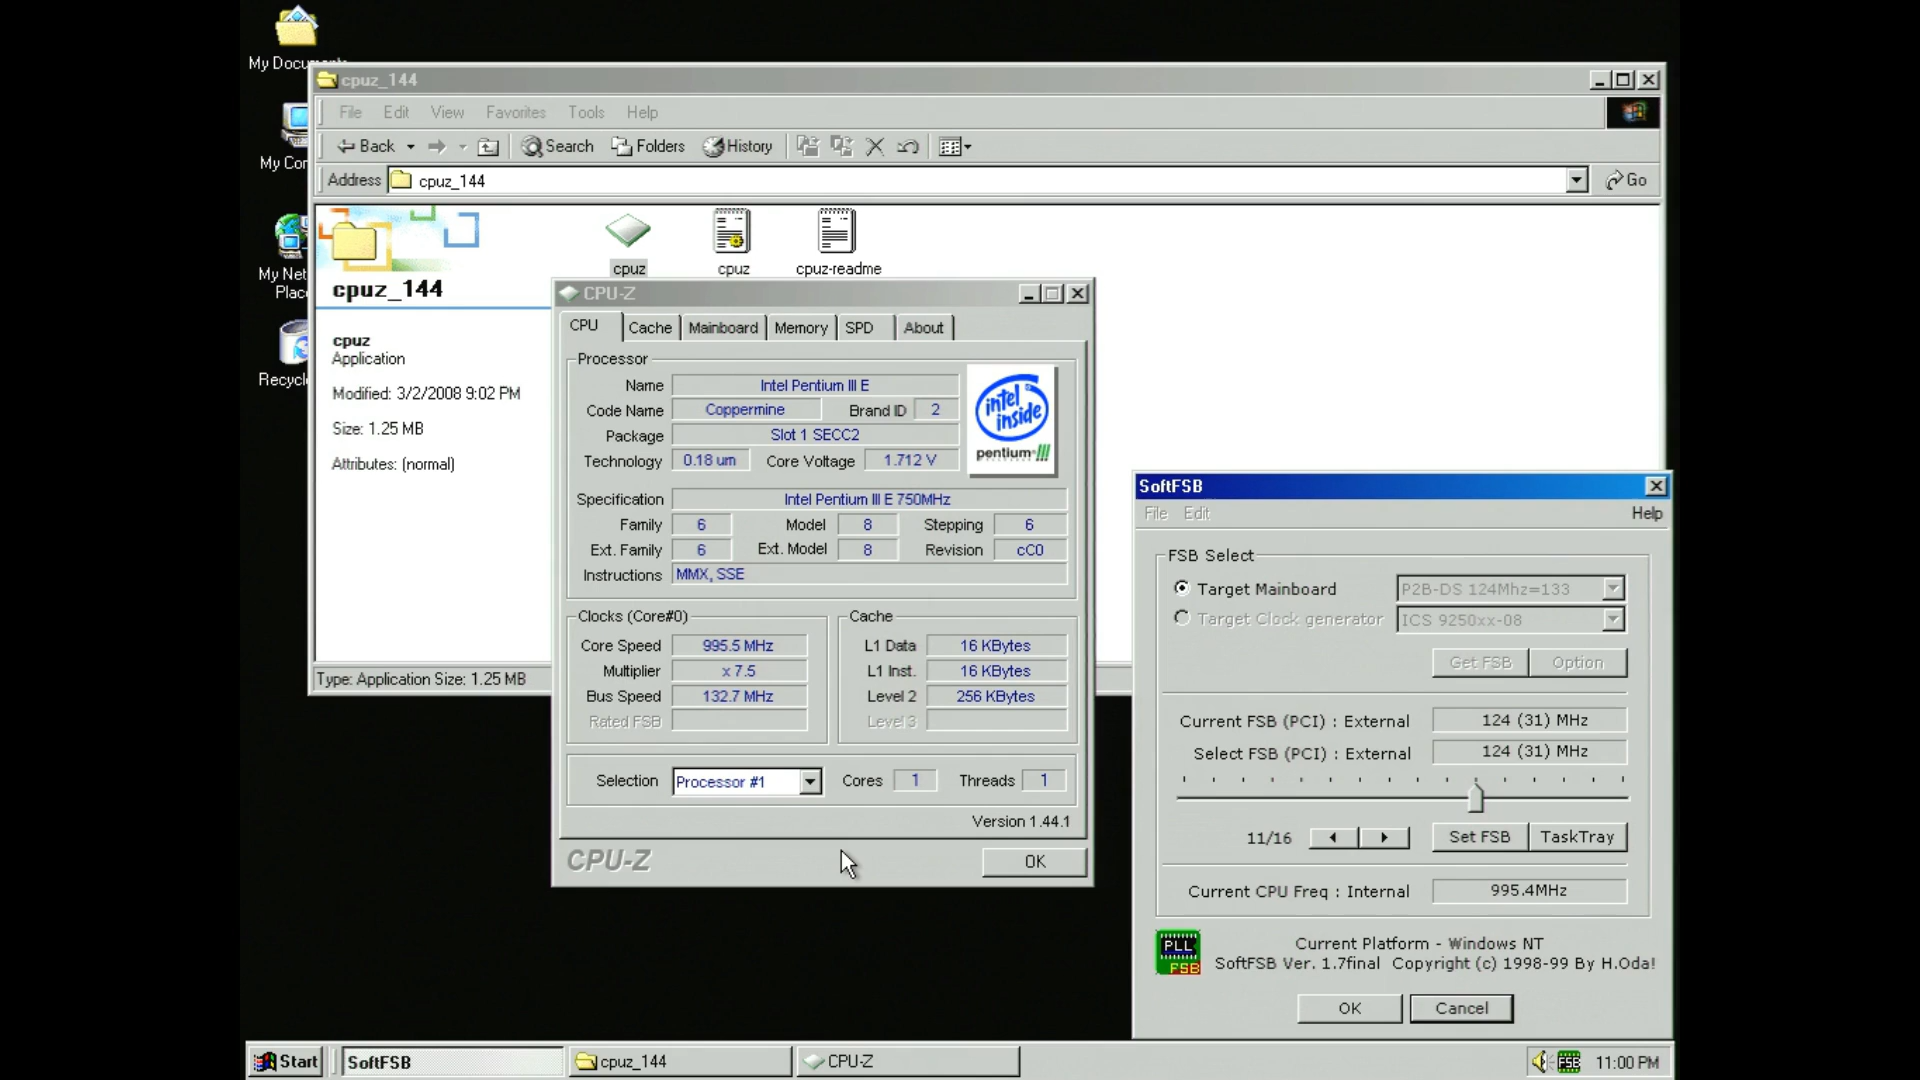 My Documents
cpuz_144
File Edit View Favorites Tools Help
Back Search Folders History
My Com
Address cpuz_144 Go
cpuz cpuz cpuz-readme
My Net
Place
cpuz_144
cpuz
Application
Modified: 3/2/2008 9:02 PM
Size: 1.25 MB
Attributes: (normal)
Recycle
Type: Application Size: 1.25 MB
CPU-Z
CPU Cache Mainboard Memory SPD About
Processor
Name Intel Pentium III E
Code Name Coppermine Brand ID 2
Package Slot 1 SECC2
Technology 0.18 um Core Voltage 1.712 V
intel
inside
pentium III
Specification Intel Pentium III E 750MHz
Family 6 Model 8 Stepping 6
Ext. Family 6 Ext. Model 8 Revision cC0
Instructions MMX, SSE
Clocks (Core#0)
Core Speed 995.5 MHz
Multiplier x 7.5
Bus Speed 132.7 MHz
Rated FSB
Cache
L1 Data 16 KBytes
L1 Inst. 16 KBytes
Level 2 256 KBytes
Level 3
Selection Processor #1 Cores 1 Threads 1
Version 1.44.1
CPU-Z OK
SoftFSB
File Edit Help
FSB Select
Target Mainboard P2B-DS 124Mhz=133
Target Clock generator ICS 9250xx-08
Get FSB Option
Current FSB (PCI) : External 124 (31) MHz
Select FSB (PCI) : External 124 (31) MHz
11/16 Set FSB TaskTray
Current CPU Freq : Internal 995.4MHz
PLL
FSB
Current Platform - Windows NT
SoftFSB Ver. 1.7final Copyright (c) 1998-99 By H.Oda!
OK Cancel
Start SoftFSB cpuz_144 CPU-Z FSB 11:00 PM